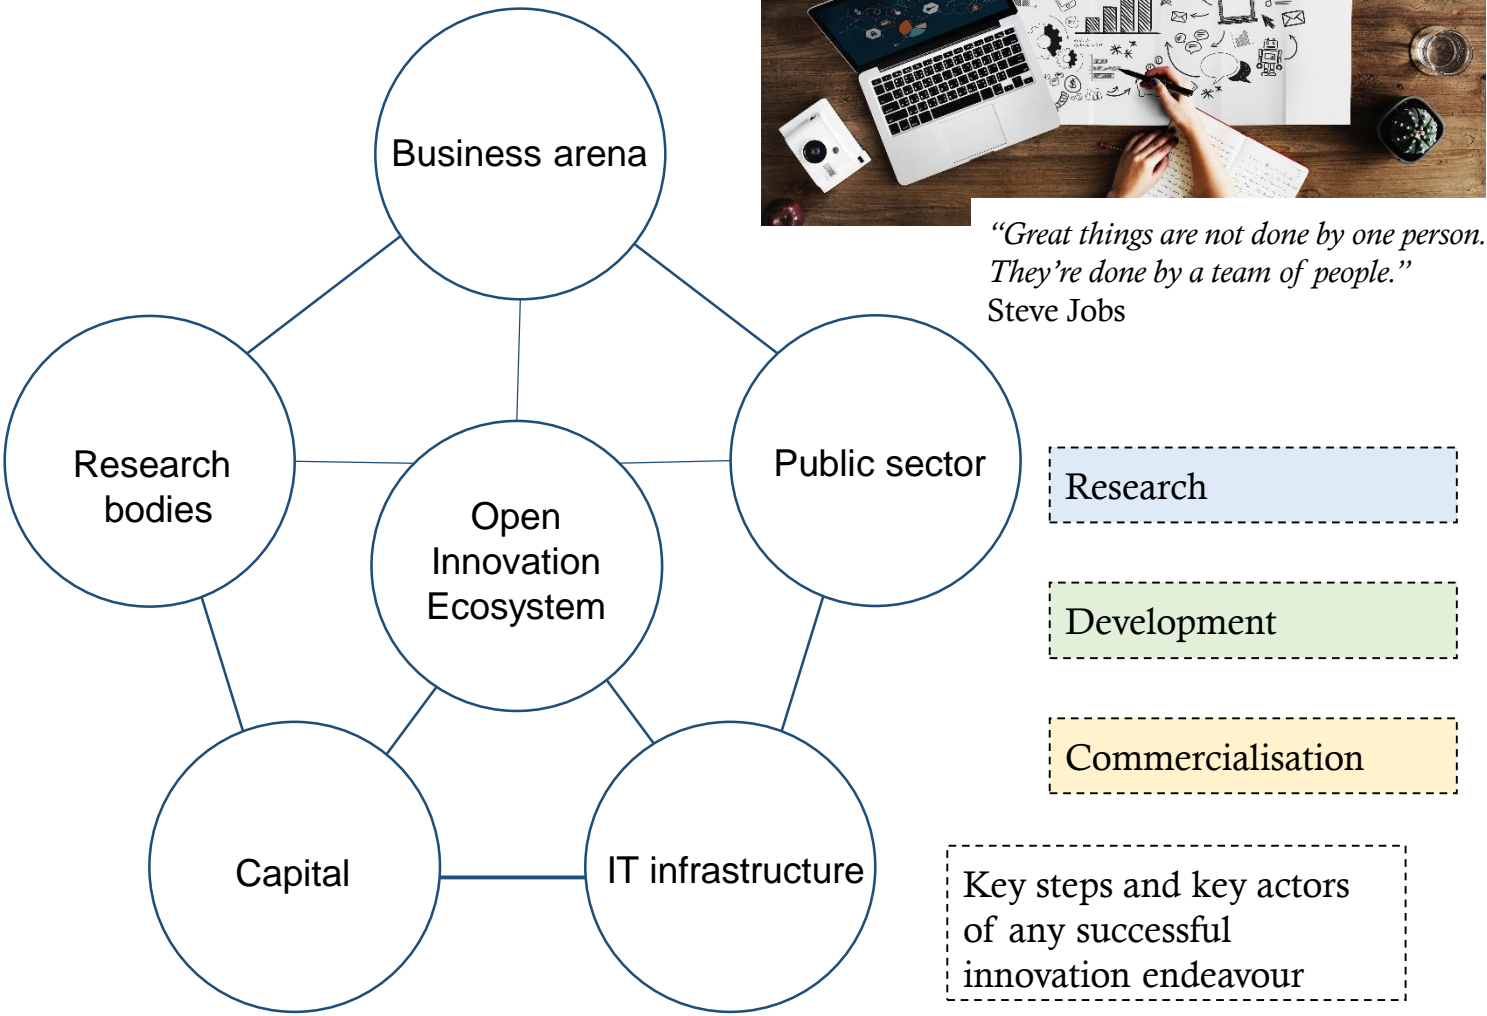 Business arena
“Great things are not done by one person.
They’re done by a team of people.”
Steve Jobs
Research
bodies
Public sector
Open
Innovation
Ecosystem
Capital
IT infrastructure
Research
Development
Commercialisation
Key steps and key actors
of any successful
innovation endeavour